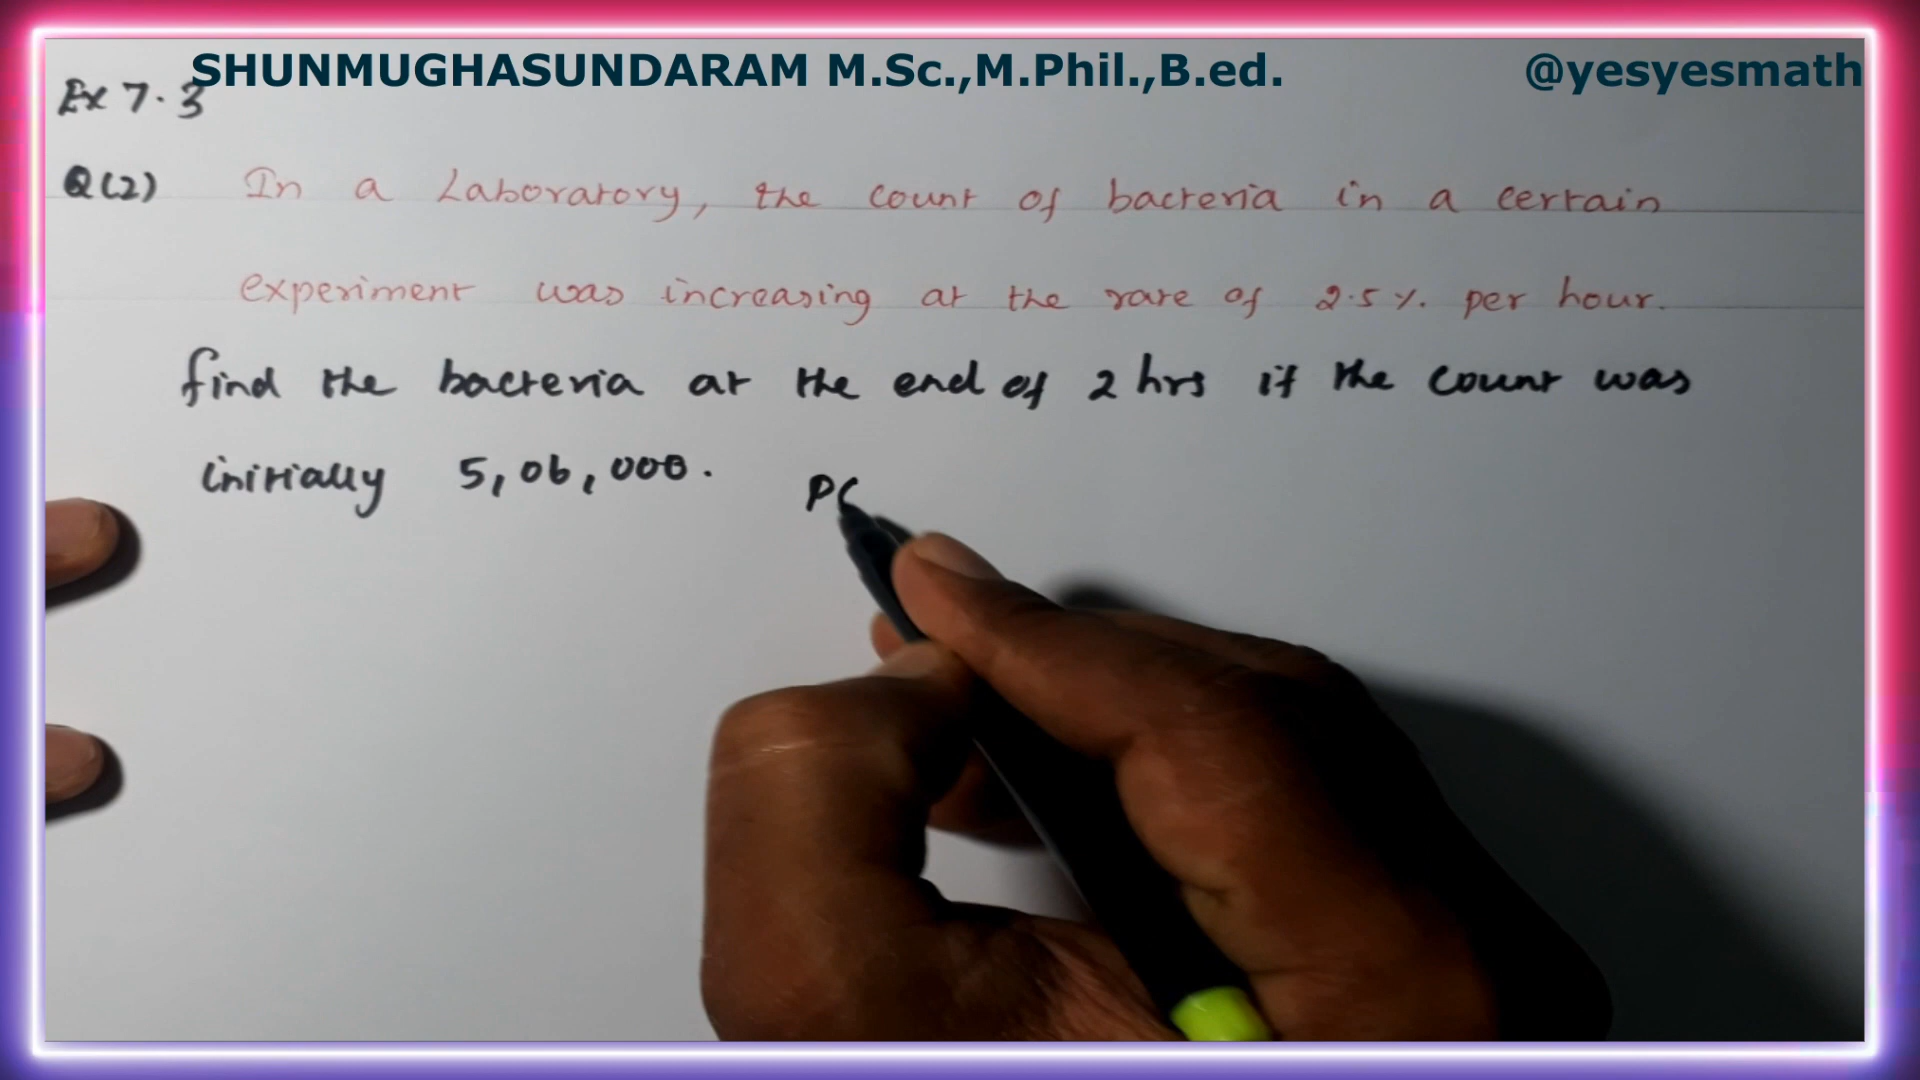 SHUNMUGHASUNDARAM M.Sc.,M.Phil.,B.ed. @yesyesmath
Ex 7.3
Q(2) In a Laboratory, the count of bacteria in a certain
experiment was increasing at the rate of 2.5%. per hour.
find the bacteria at the end of 2 hrs if the count was
initially 5,06,000. P(